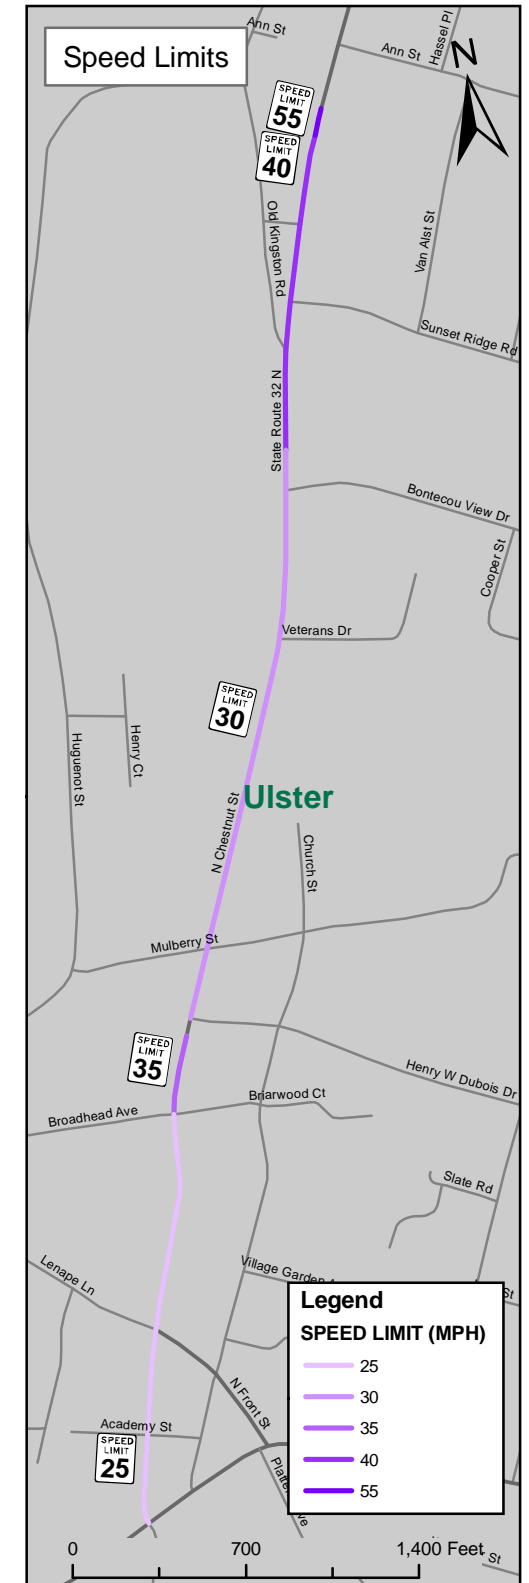 Ann St
Hassel Pl
Speed Limits
N
Ann St
SPEED
LIMIT
55
SPEED
LIMIT
40
Old Kingston Rd
Van Alst St
Sunset Ridge Rd
State Route 32 N
Bontecou View Dr
Cooper St
Veterans Dr
SPEED
LIMIT
30
Henry Ct
Huguenot St
Ulster
N Chestnut St
Church St
Mulberry St
SPEED
LIMIT
35
Henry W Dubois Dr
Briarwood Ct
Broadhead Ave
Slate Rd
Lenape Ln
Village Garden
St
Legend
SPEED LIMIT (MPH)
25
30
35
40
55
N Front St
Academy St
SPEED
LIMIT
25
0 700 1,400 Feet
St